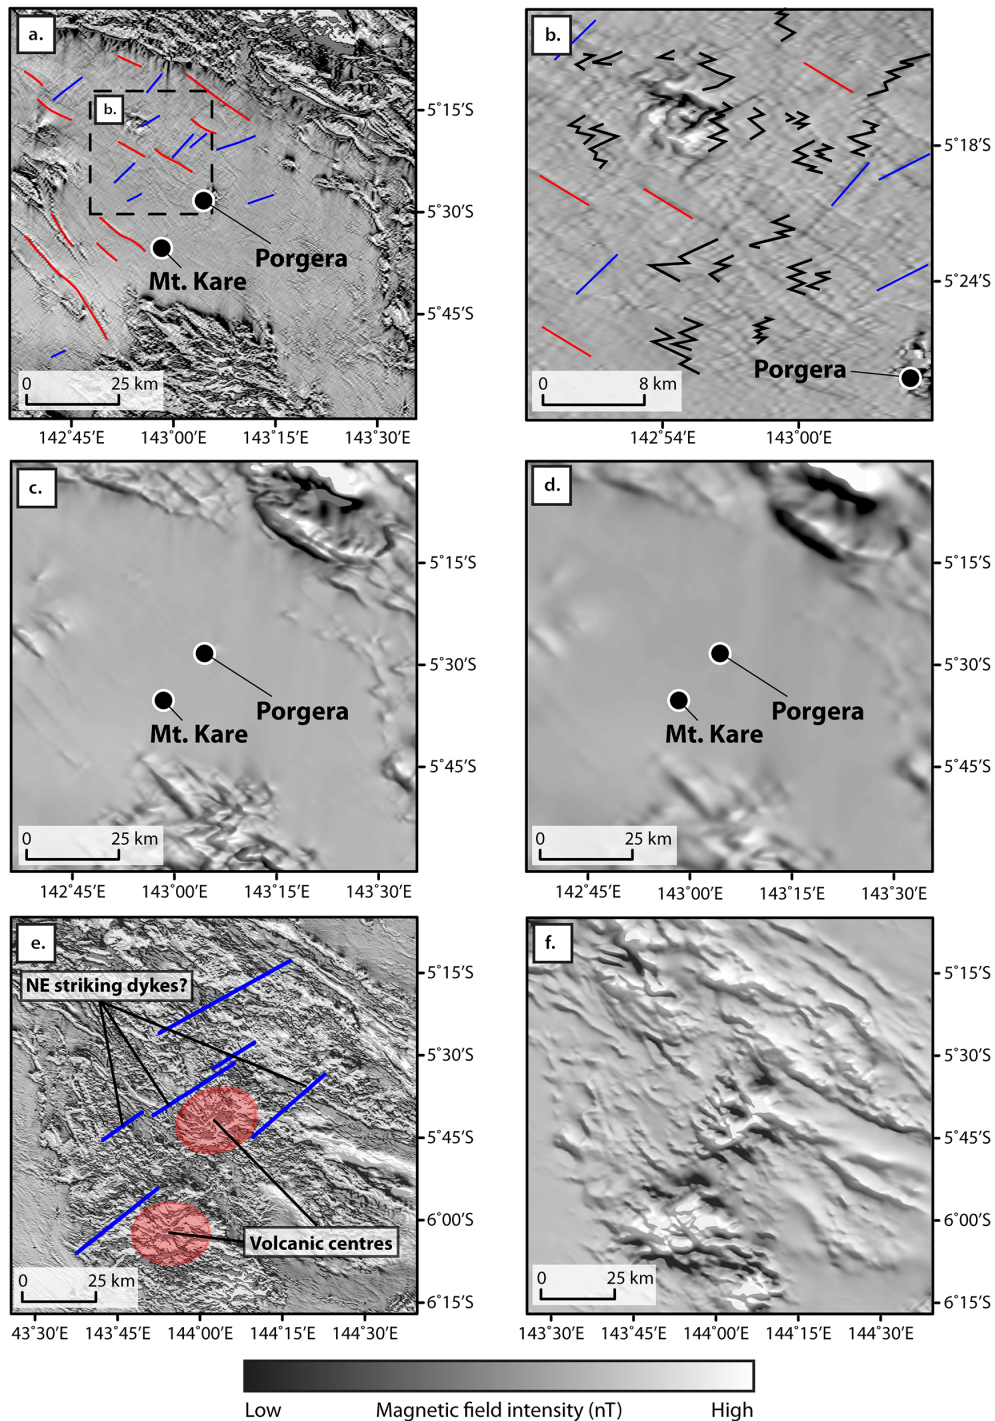 a.
b.
5°15'S
5°30'S
5°45'S
Porgera
Mt. Kare
0 25 km
142°45'E 143°00'E 143°15'E 143°30'E
b.
5°18'S
5°24'S
Porgera
0 8 km
142°54'E 143°00'E
c.
5°15'S
5°30'S
5°45'S
Porgera
Mt. Kare
0 25 km
142°45'E 143°00'E 143°15'E 143°30'E
d.
5°15'S
5°30'S
5°45'S
Porgera
Mt. Kare
0 25 km
142°45'E 143°00'E 143°15'E 143°30'E
e.
NE striking dykes?
Volcanic centres
5°15'S
5°30'S
5°45'S
6°00'S
6°15'S
0 25 km
143°30'E 143°45'E 144°00'E 144°15'E 144°30'E
f.
5°15'S
5°30'S
5°45'S
6°00'S
6°15'S
0 25 km
143°30'E 143°45'E 144°00'E 144°15'E 144°30'E
Low Magnetic field intensity (nT) High